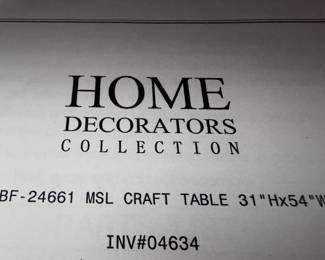 HOME
DECORATORS
COLLECTION
BF-24661 MSL CRAFT TABLE 31"Hx54"W
INV#04634